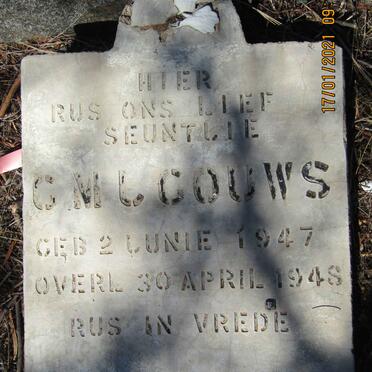 HIER
RUS ONS LIEF
SEUNTJIE
C M J GOUWS
GEB 2 JUNIE 1947
OVERL 30 APRIL 1948
RUS IN VREDE
17/01/2021 09